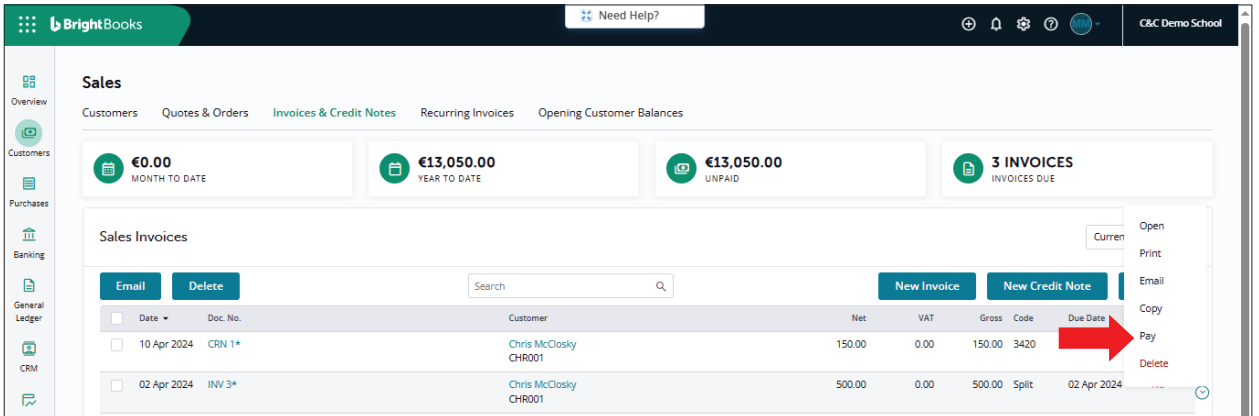 BrightBooks
Need Help?
MM
C&C Demo School
Overview
Customers
Purchases
Banking
General
Ledger
CRM
Sales
Customers Quotes & Orders Invoices & Credit Notes Recurring Invoices Opening Customer Balances
€0.00
MONTH TO DATE
€13,050.00
YEAR TO DATE
€13,050.00
UNPAID
3 INVOICES
INVOICES DUE
Sales Invoices
Curren
Email Delete
Search
New Invoice New Credit Note
Date Doc. No. Customer Net VAT Gross Code Due Date
10 Apr 2024 CRN 1* Chris McClosky 150.00 0.00 150.00 3420
CHR001
02 Apr 2024 INV 3* Chris McClosky 500.00 0.00 500.00 Split 02 Apr 2024
CHR001
Open
Print
Email
Copy
Pay
Delete